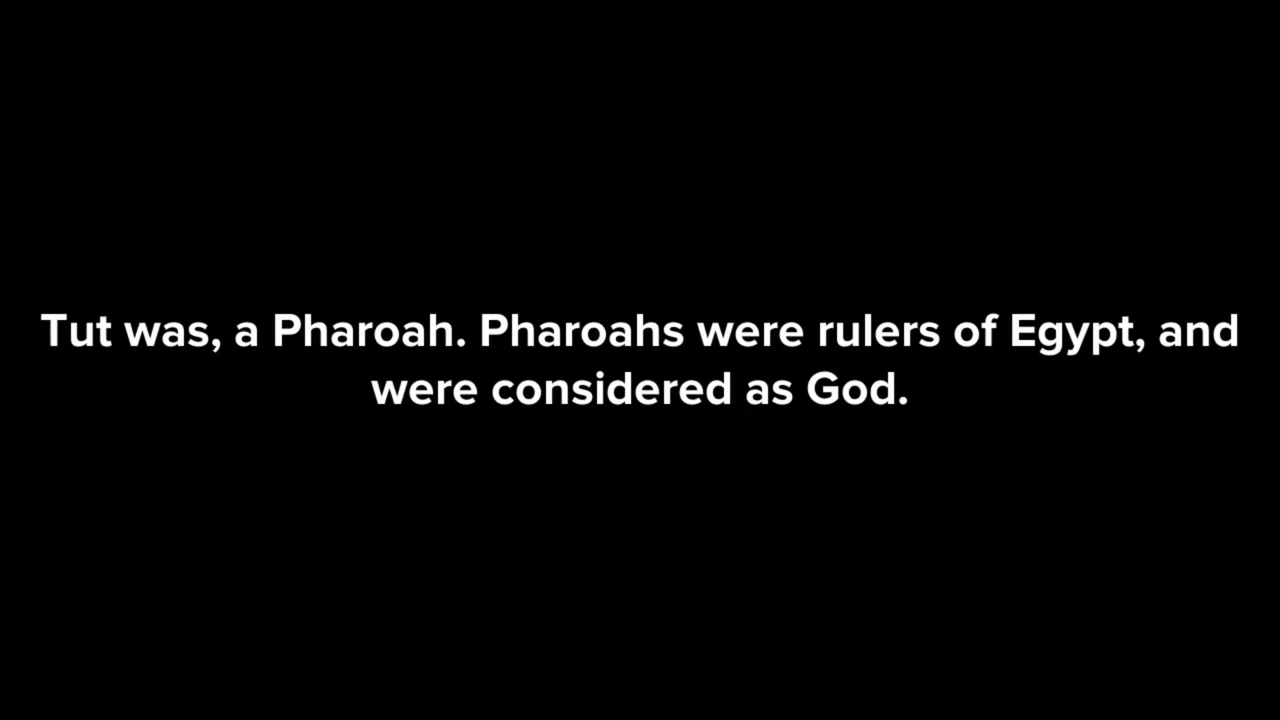 Tut was, a Pharoah. Pharoahs were rulers of Egypt, and
were considered as God.